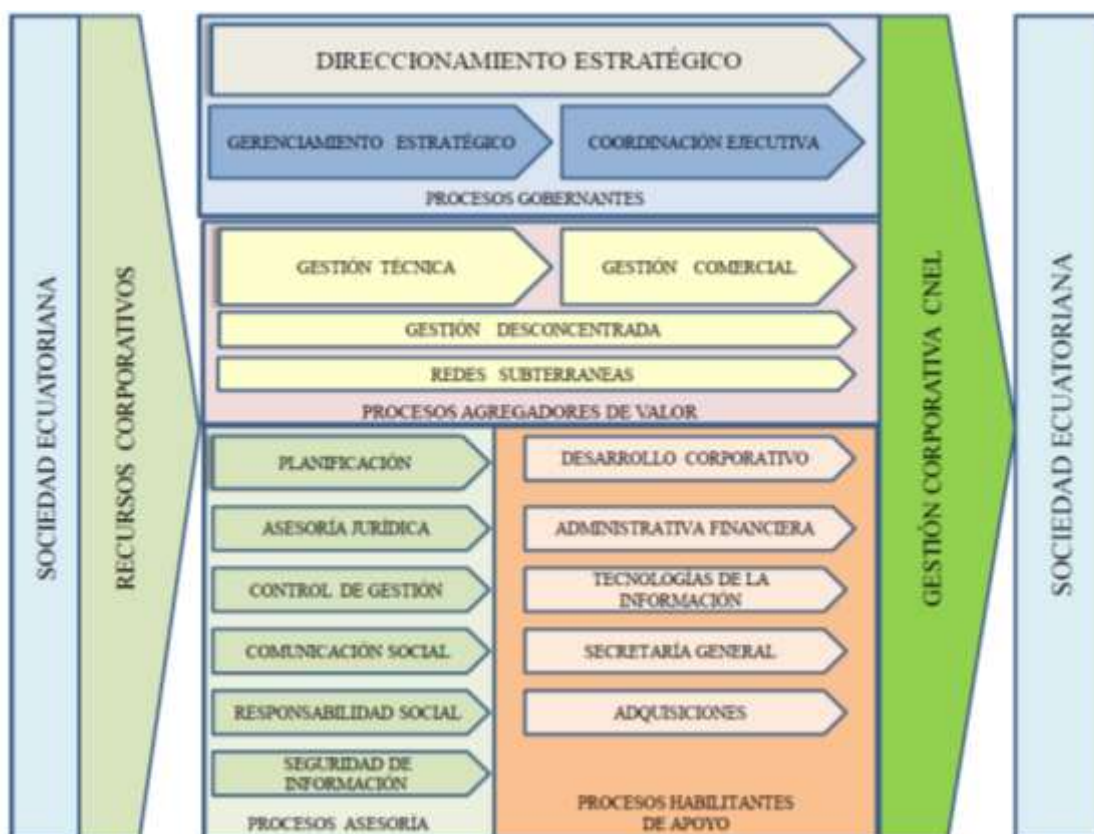 SOCIEDAD ECUATORIANA
RECURSOS CORPORATIVOS
DIRECCIONAMIENTO ESTRATÉGICO
GERENCIAMIENTO ESTRATÉGICO
COORDINACIÓN EJECUTIVA
PROCESOS GOBERNANTES
GESTIÓN TÉCNICA
GESTIÓN COMERCIAL
GESTIÓN DESCONCENTRADA
REDES SUBTERRANEAS
PROCESOS AGREGADORES DE VALOR
PLANIFICACIÓN
ASESORÍA JURÍDICA
CONTROL DE GESTIÓN
COMUNICACIÓN SOCIAL
RESPONSABILIDAD SOCIAL
SEGURIDAD DE
INFORMACIÓN
PROCESOS ASESORÍA
DESARROLLO CORPORATIVO
ADMINISTRATIVA FINANCIERA
TECNOLOGÍAS DE LA
INFORMACIÓN
SECRETARÍA GENERAL
ADQUISICIONES
PROCESOS HABILITANTES
DE APOYO
GESTIÓN CORPORATIVA CNEL
SOCIEDAD ECUATORIANA